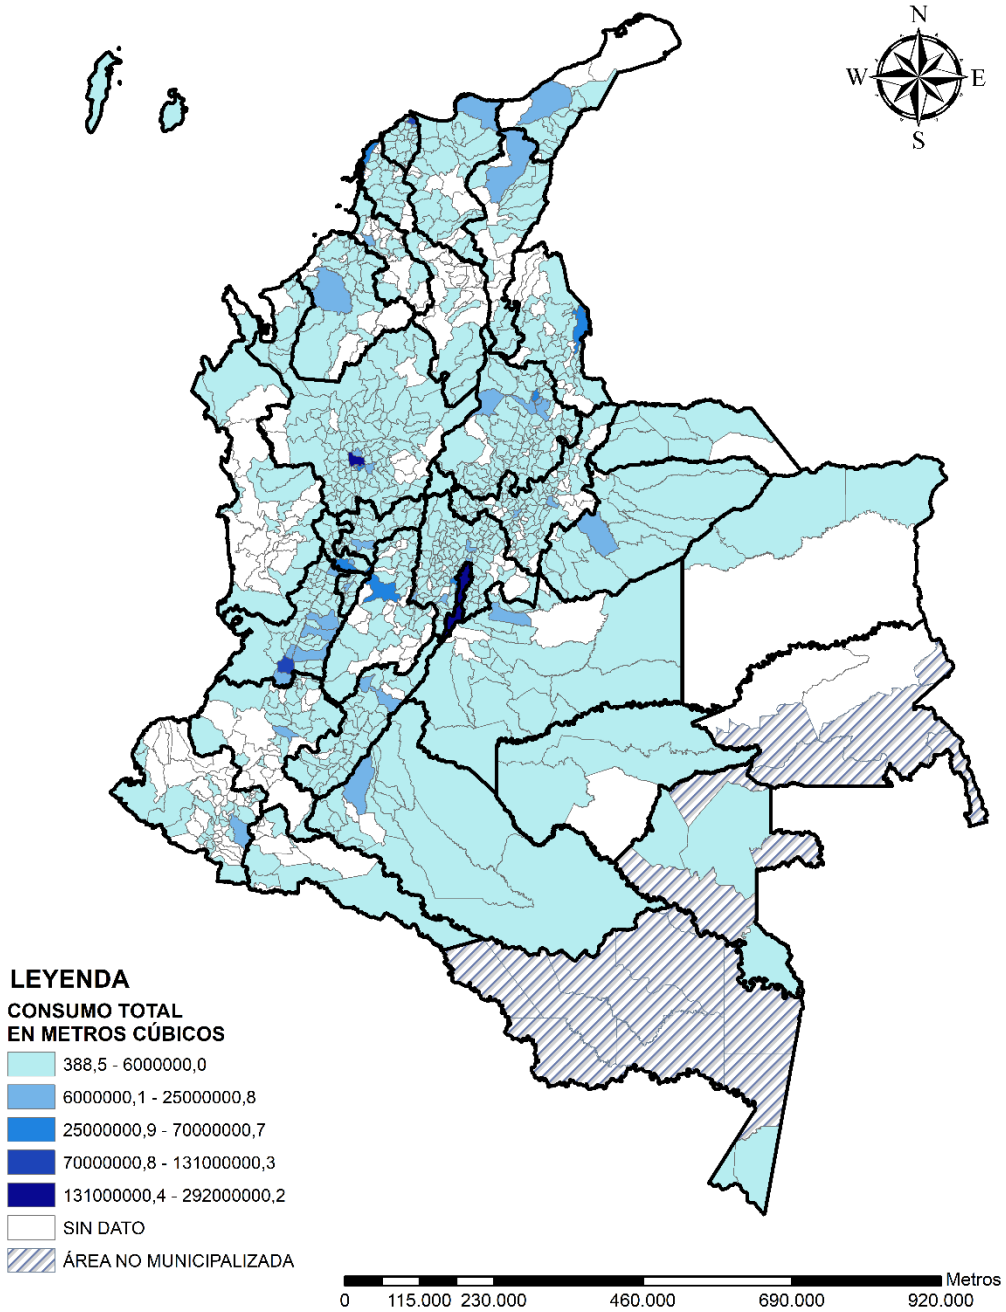 N
W E
S
LEYENDA
CONSUMO TOTAL
EN METROS CÚBICOS
388,5 - 6000000,0
6000000,1 - 25000000,8
25000000,9 - 70000000,7
70000000,8 - 131000000,3
131000000,4 - 292000000,2
SIN DATO
ÁREA NO MUNICIPALIZADA
Metros
0 115.000 230.000 460.000 690.000 920.000